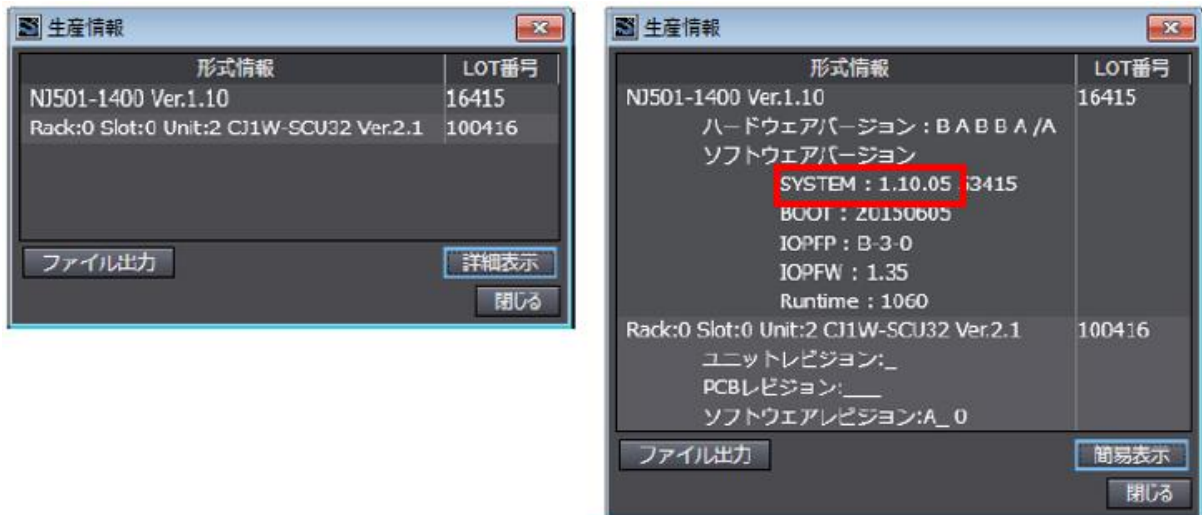 生産情報
形式情報 LOT番号
NJ501-1400 Ver.1.10 16415
Rack:0 Slot:0 Unit:2 CJ1W-SCU32 Ver.2.1 100416
ファイル出力 詳細表示
閉じる
生産情報
形式情報 LOT番号
NJ501-1400 Ver.1.10 16415
ハードウェアバージョン : B A B B A /A
ソフトウェアバージョン
SYSTEM : 1.10.05 53415
BOOT : 20150605
IOPFP : B-3-0
IOPFW : 1.35
Runtime : 1060
Rack:0 Slot:0 Unit:2 CJ1W-SCU32 Ver.2.1 100416
ユニットレビジョン:_
PCBレビジョン:___
ソフトウェアレビジョン:A_ 0
ファイル出力 簡易表示
閉じる